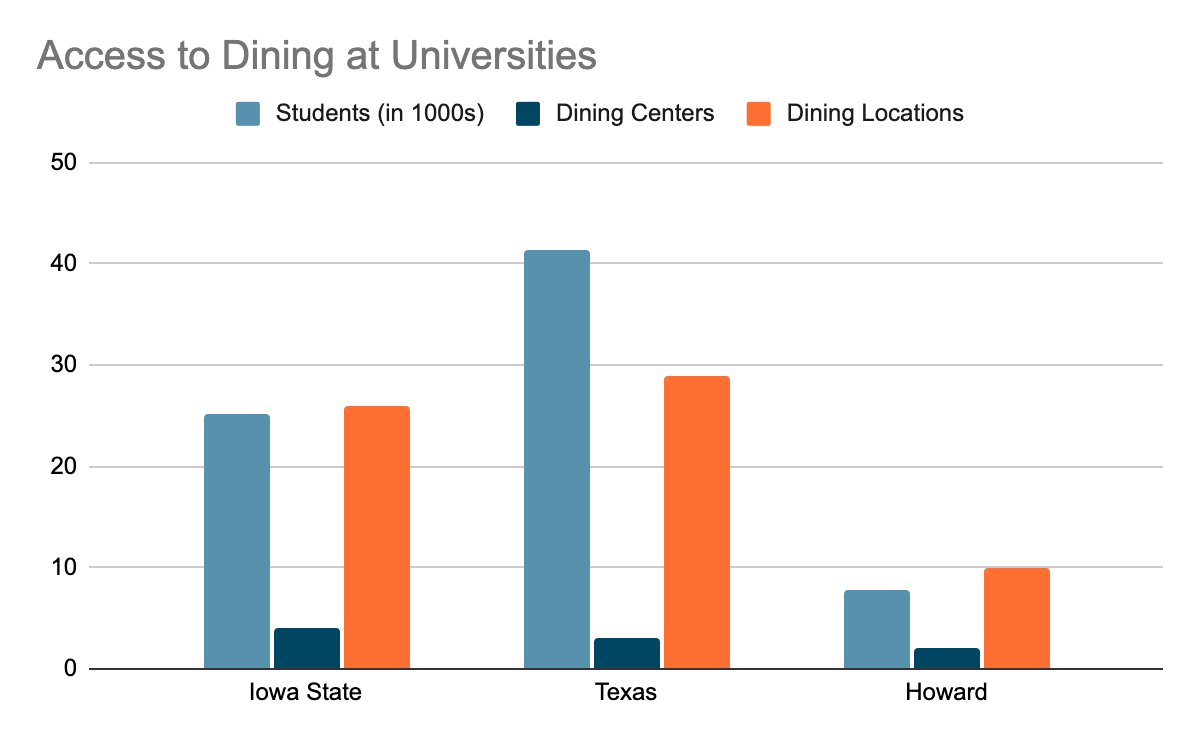 Access to Dining at Universities
Students (in 1000s) Dining Centers Dining Locations
50
40
30
20
10
0
Iowa State Texas Howard